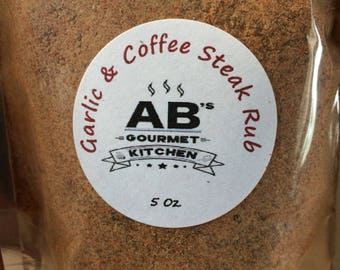 Garlic & Coffee Steak Rub
AB's
GOURMET
KITCHEN
5 Oz